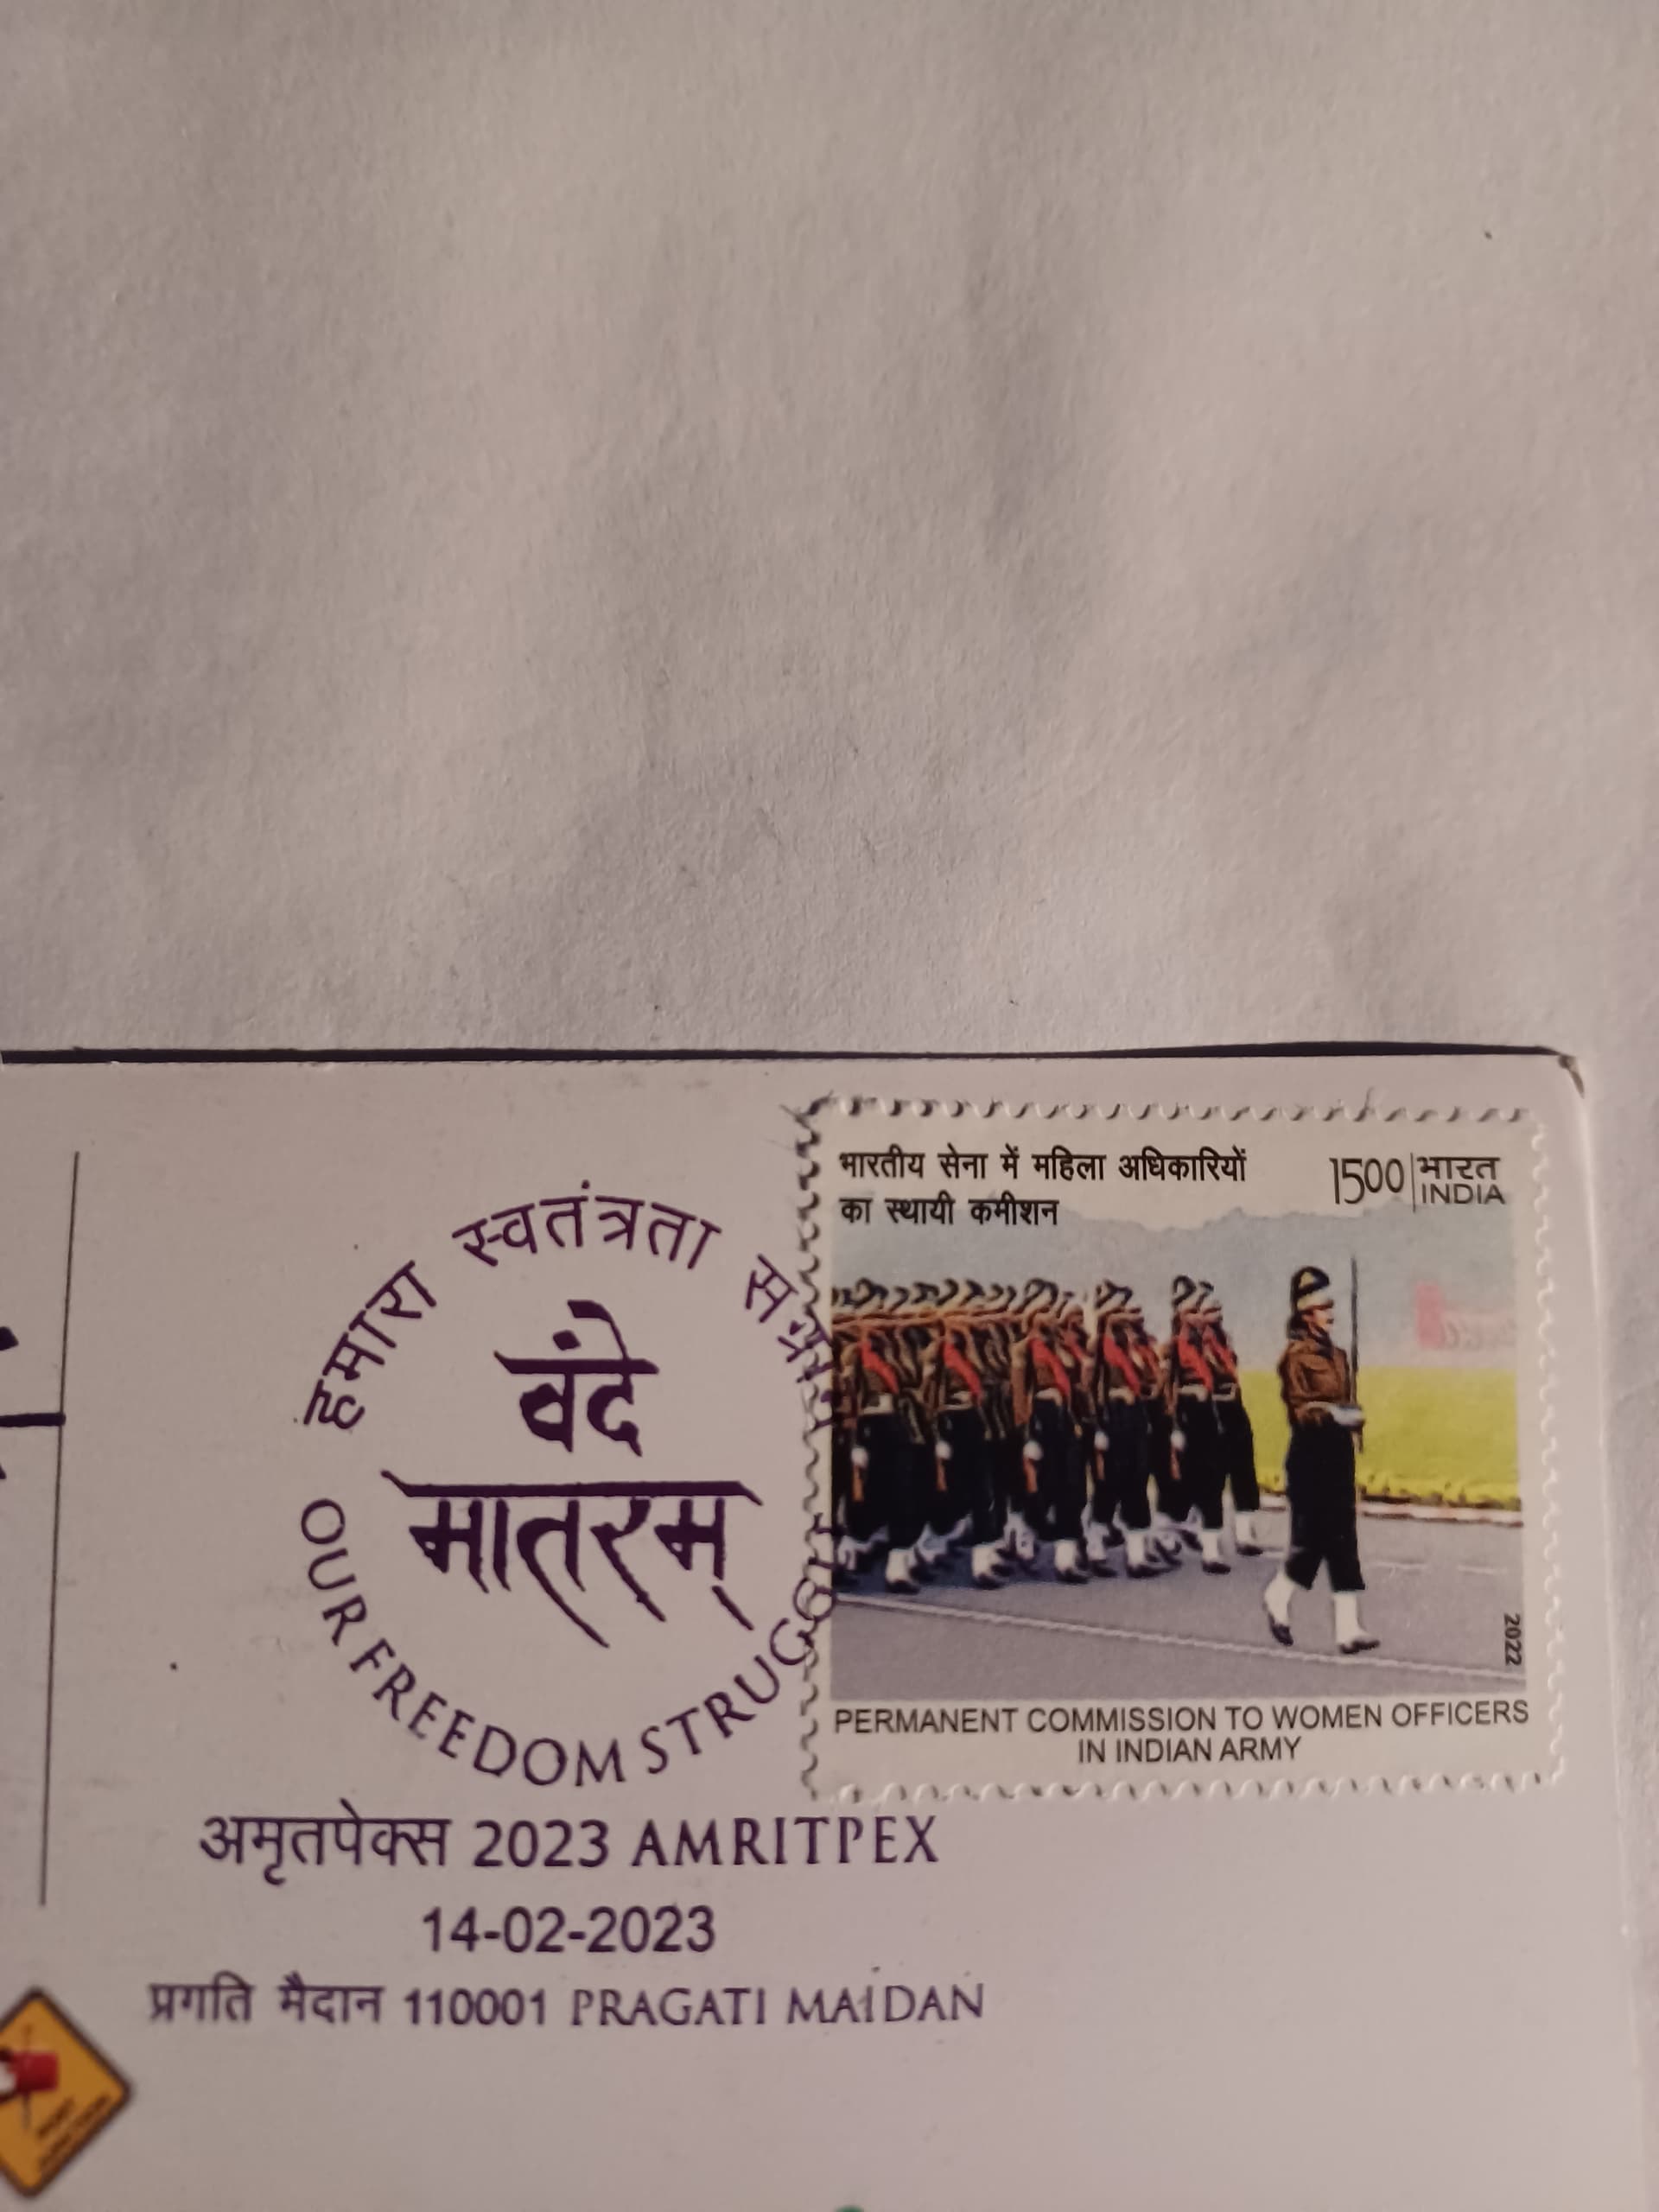 भारतीय सेना में महिला अधिकारियों
का स्थायी कमीशन
1500 भारत
INDIA
2022
PERMANENT COMMISSION TO WOMEN OFFICERS
IN INDIAN ARMY
हमारा स्वतंत्रता
वंदे
मातरम्
OUR FREEDOM STRUGGLE
अमृतपेक्स 2023 AMRITPEX
14-02-2023
प्रगति मैदान 110001 PRAGATI MAIDAN